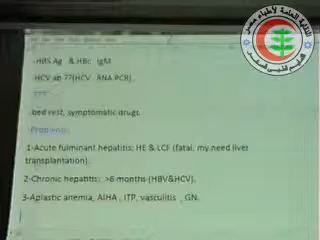 -HBS Ag & HBc IgM
-HCV ab ??(HCV RNA PCR)
-bed rest, symptomatic drugs
-Problems:
1-Acute fulminant hepatitis: HE & LCF (fatal, my need liver
transplantation).
2-Chronic hepatitis: >6 months (HBV&HCV).
3-Aplastic anemia, AIHA , ITP, vasculitis , GN.